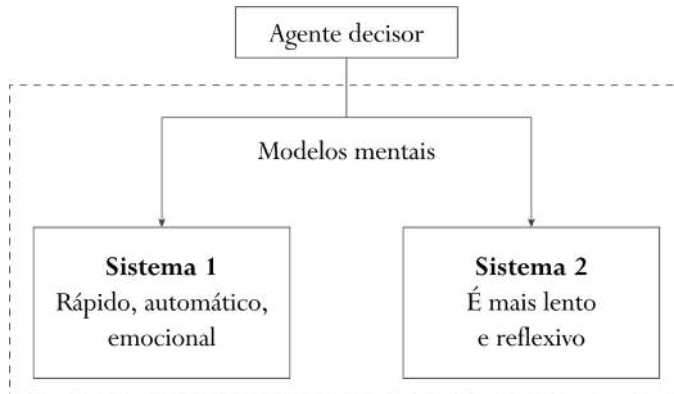 Agente decisor
Modelos mentais
Sistema 1
Rápido, automático,
emocional
Sistema 2
É mais lento
e reflexivo